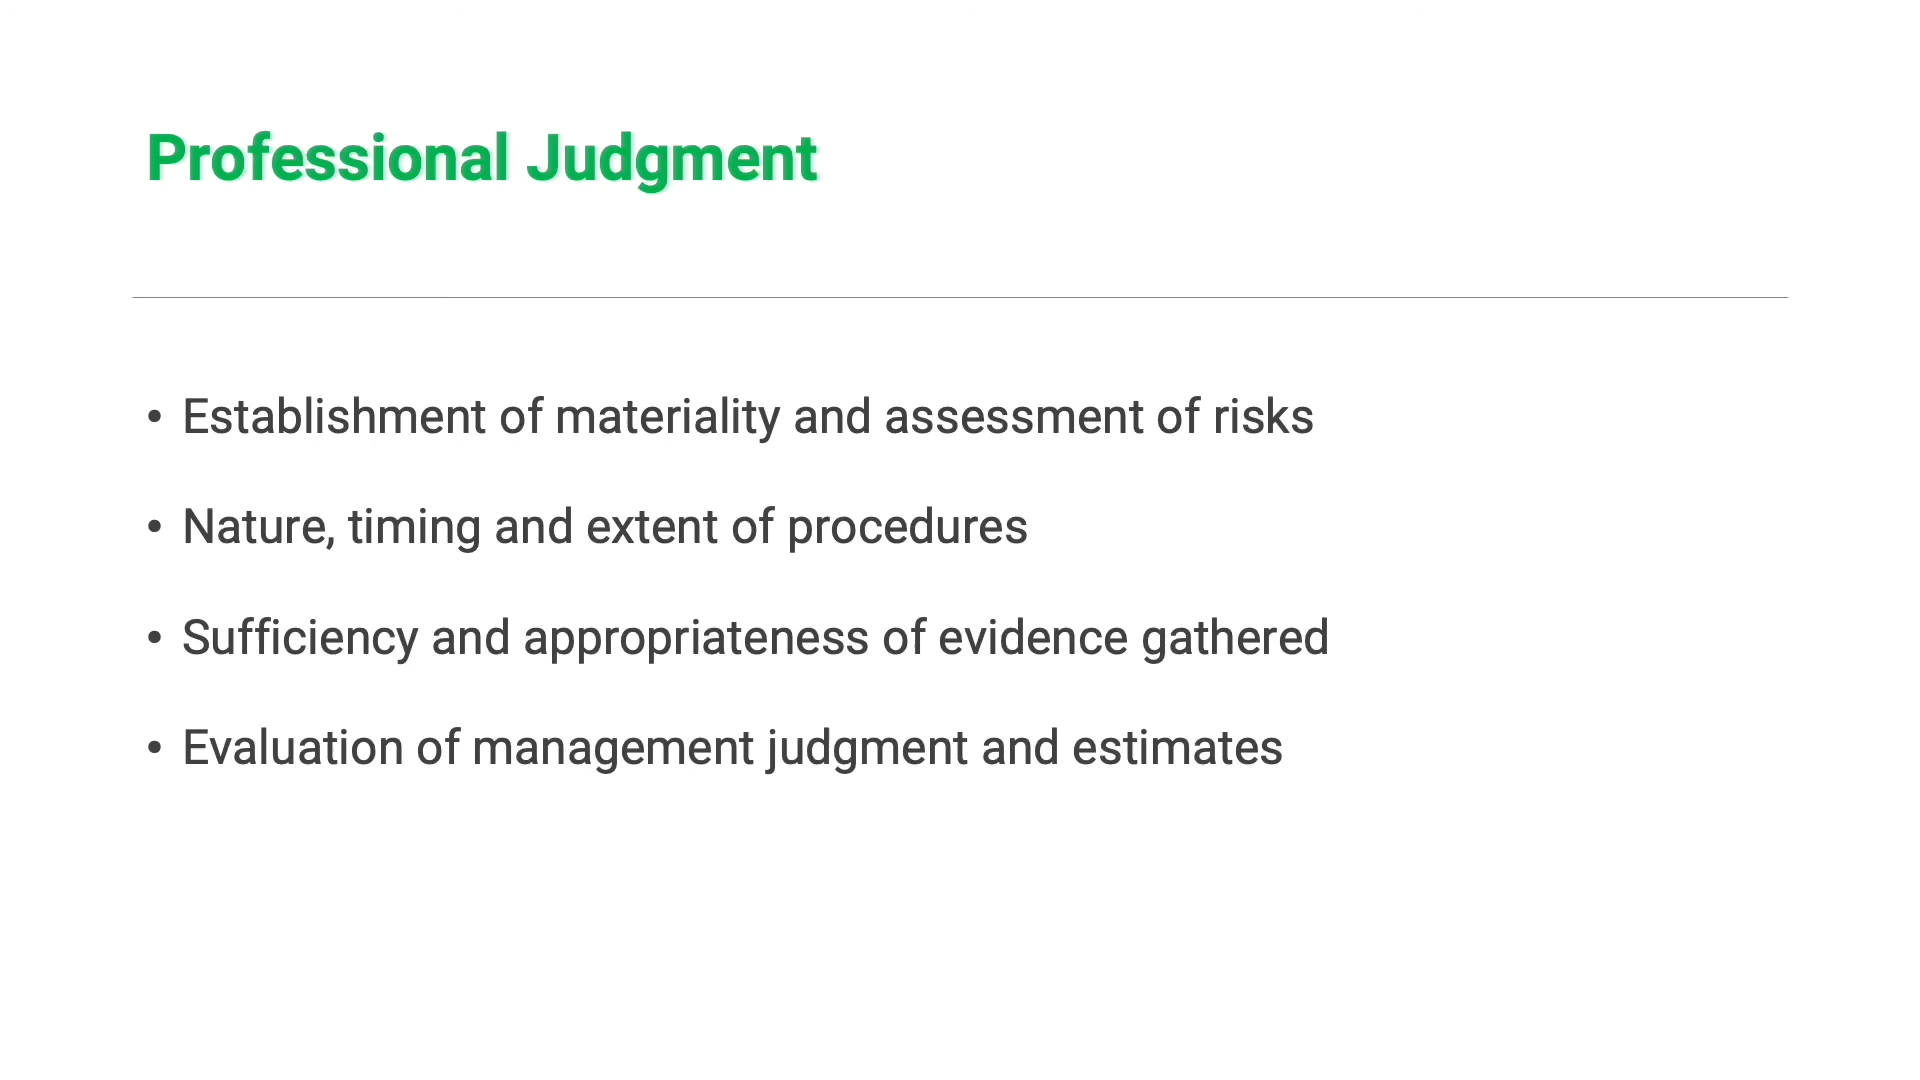 Professional Judgment
• Establishment of materiality and assessment of risks
• Nature, timing and extent of procedures
• Sufficiency and appropriateness of evidence gathered
• Evaluation of management judgment and estimates